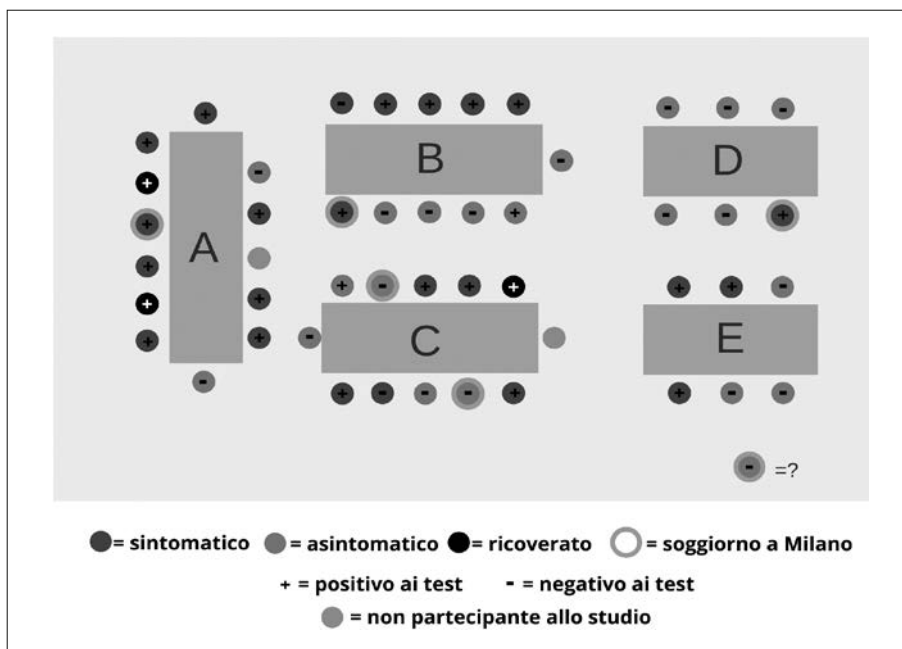 +
- + + + +
- - -
+
B
D
+
-
-
+
+
A
+ - - - +
- - +
+
+
+ - + + +
+ + -
+
+
-
C
E
+
+
-
+ - - - +
+ - -
- =?
= sintomatico = asintomatico = ricoverato = soggiorno a Milano
+ = positivo ai test - = negativo ai test
= non partecipante allo studio